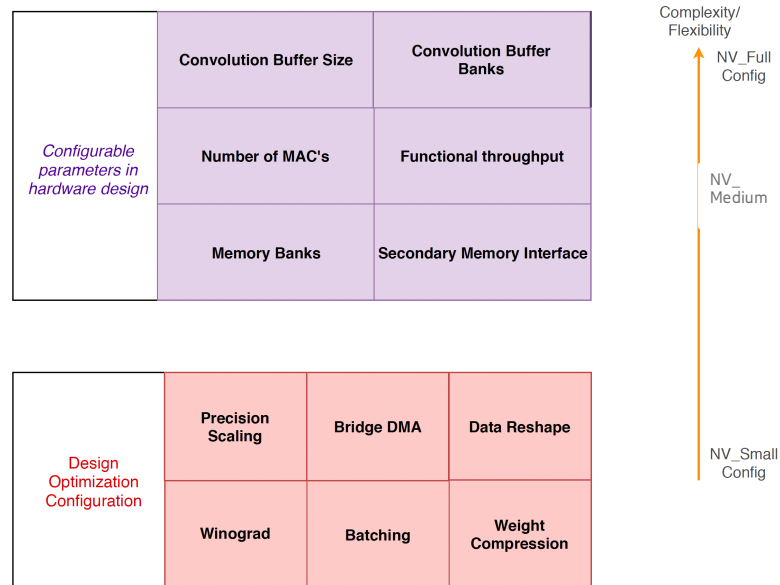 Configurable
parameters in
hardware design
Convolution Buffer Size
Convolution Buffer
Banks
Number of MAC's
Functional throughput
Memory Banks
Secondary Memory Interface
Design
Optimization
Configuration
Precision
Scaling
Bridge DMA
Data Reshape
Winograd
Batching
Weight
Compression
Complexity/
Flexibility
NV_Full
Config
NV_
Medium
NV_Small
Config